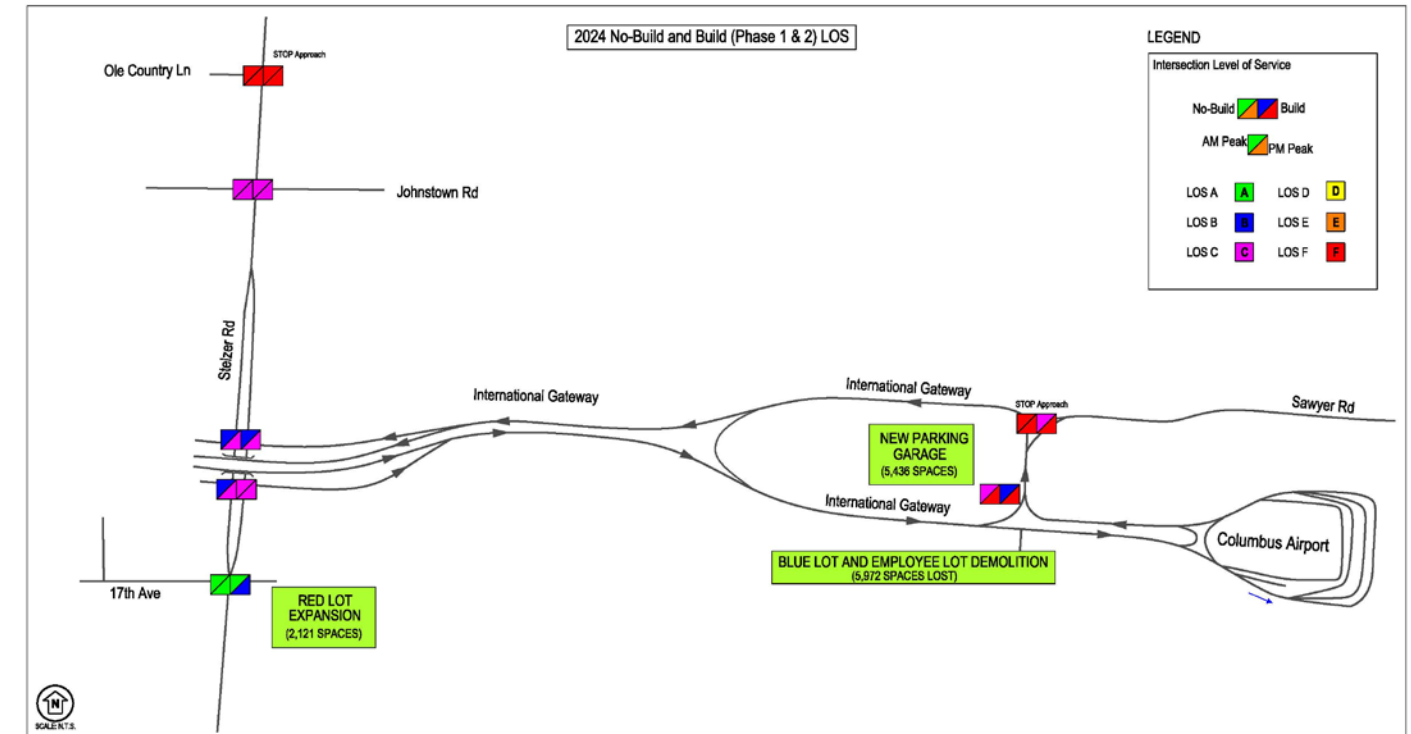 2024 No-Build and Build (Phase 1 & 2) LOS
LEGEND
Intersection Level of Service
No-Build
Build
AM Peak
PM Peak
LOS A
A
LOS D
D
LOS B
B
LOS E
E
LOS C
C
LOS F
F
STOP Approach
Ole Country Ln
Johnstown Rd
Stelzer Rd
International Gateway
International Gateway
STOP Approach
Sawyer Rd
NEW PARKING
GARAGE
(5,436 SPACES)
International Gateway
Columbus Airport
BLUE LOT AND EMPLOYEE LOT DEMOLITION
(5,972 SPACES LOST)
17th Ave
RED LOT
EXPANSION
(2,121 SPACES)
N
SCALE: N.T.S.